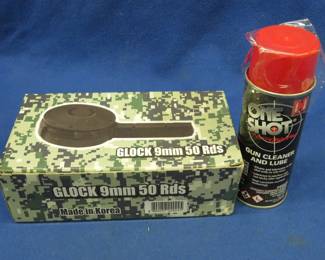 GLOCK 9mm 50 Rds
GLOCK 9mm 50 Rds
Made in Korea
ONE
SHOT
GUN CLEANER
AND LUBE